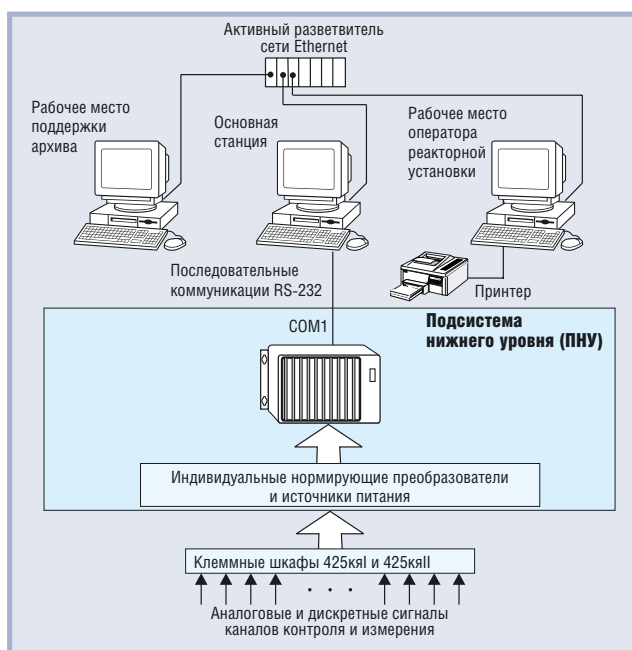 Активный разветвитель
сети Ethernet
Рабочее место
поддержки
архива
Основная
станция
Рабочее место
оператора
реакторной
установки
Последовательные
коммуникации RS-232
Принтер
COM1
Подсистема
нижнего уровня (ПНУ)
Индивидуальные нормирующие преобразователи
и источники питания
Клеммные шкафы 425кяI и 425кяII
Аналоговые и дискретные сигналы
каналов контроля и измерения